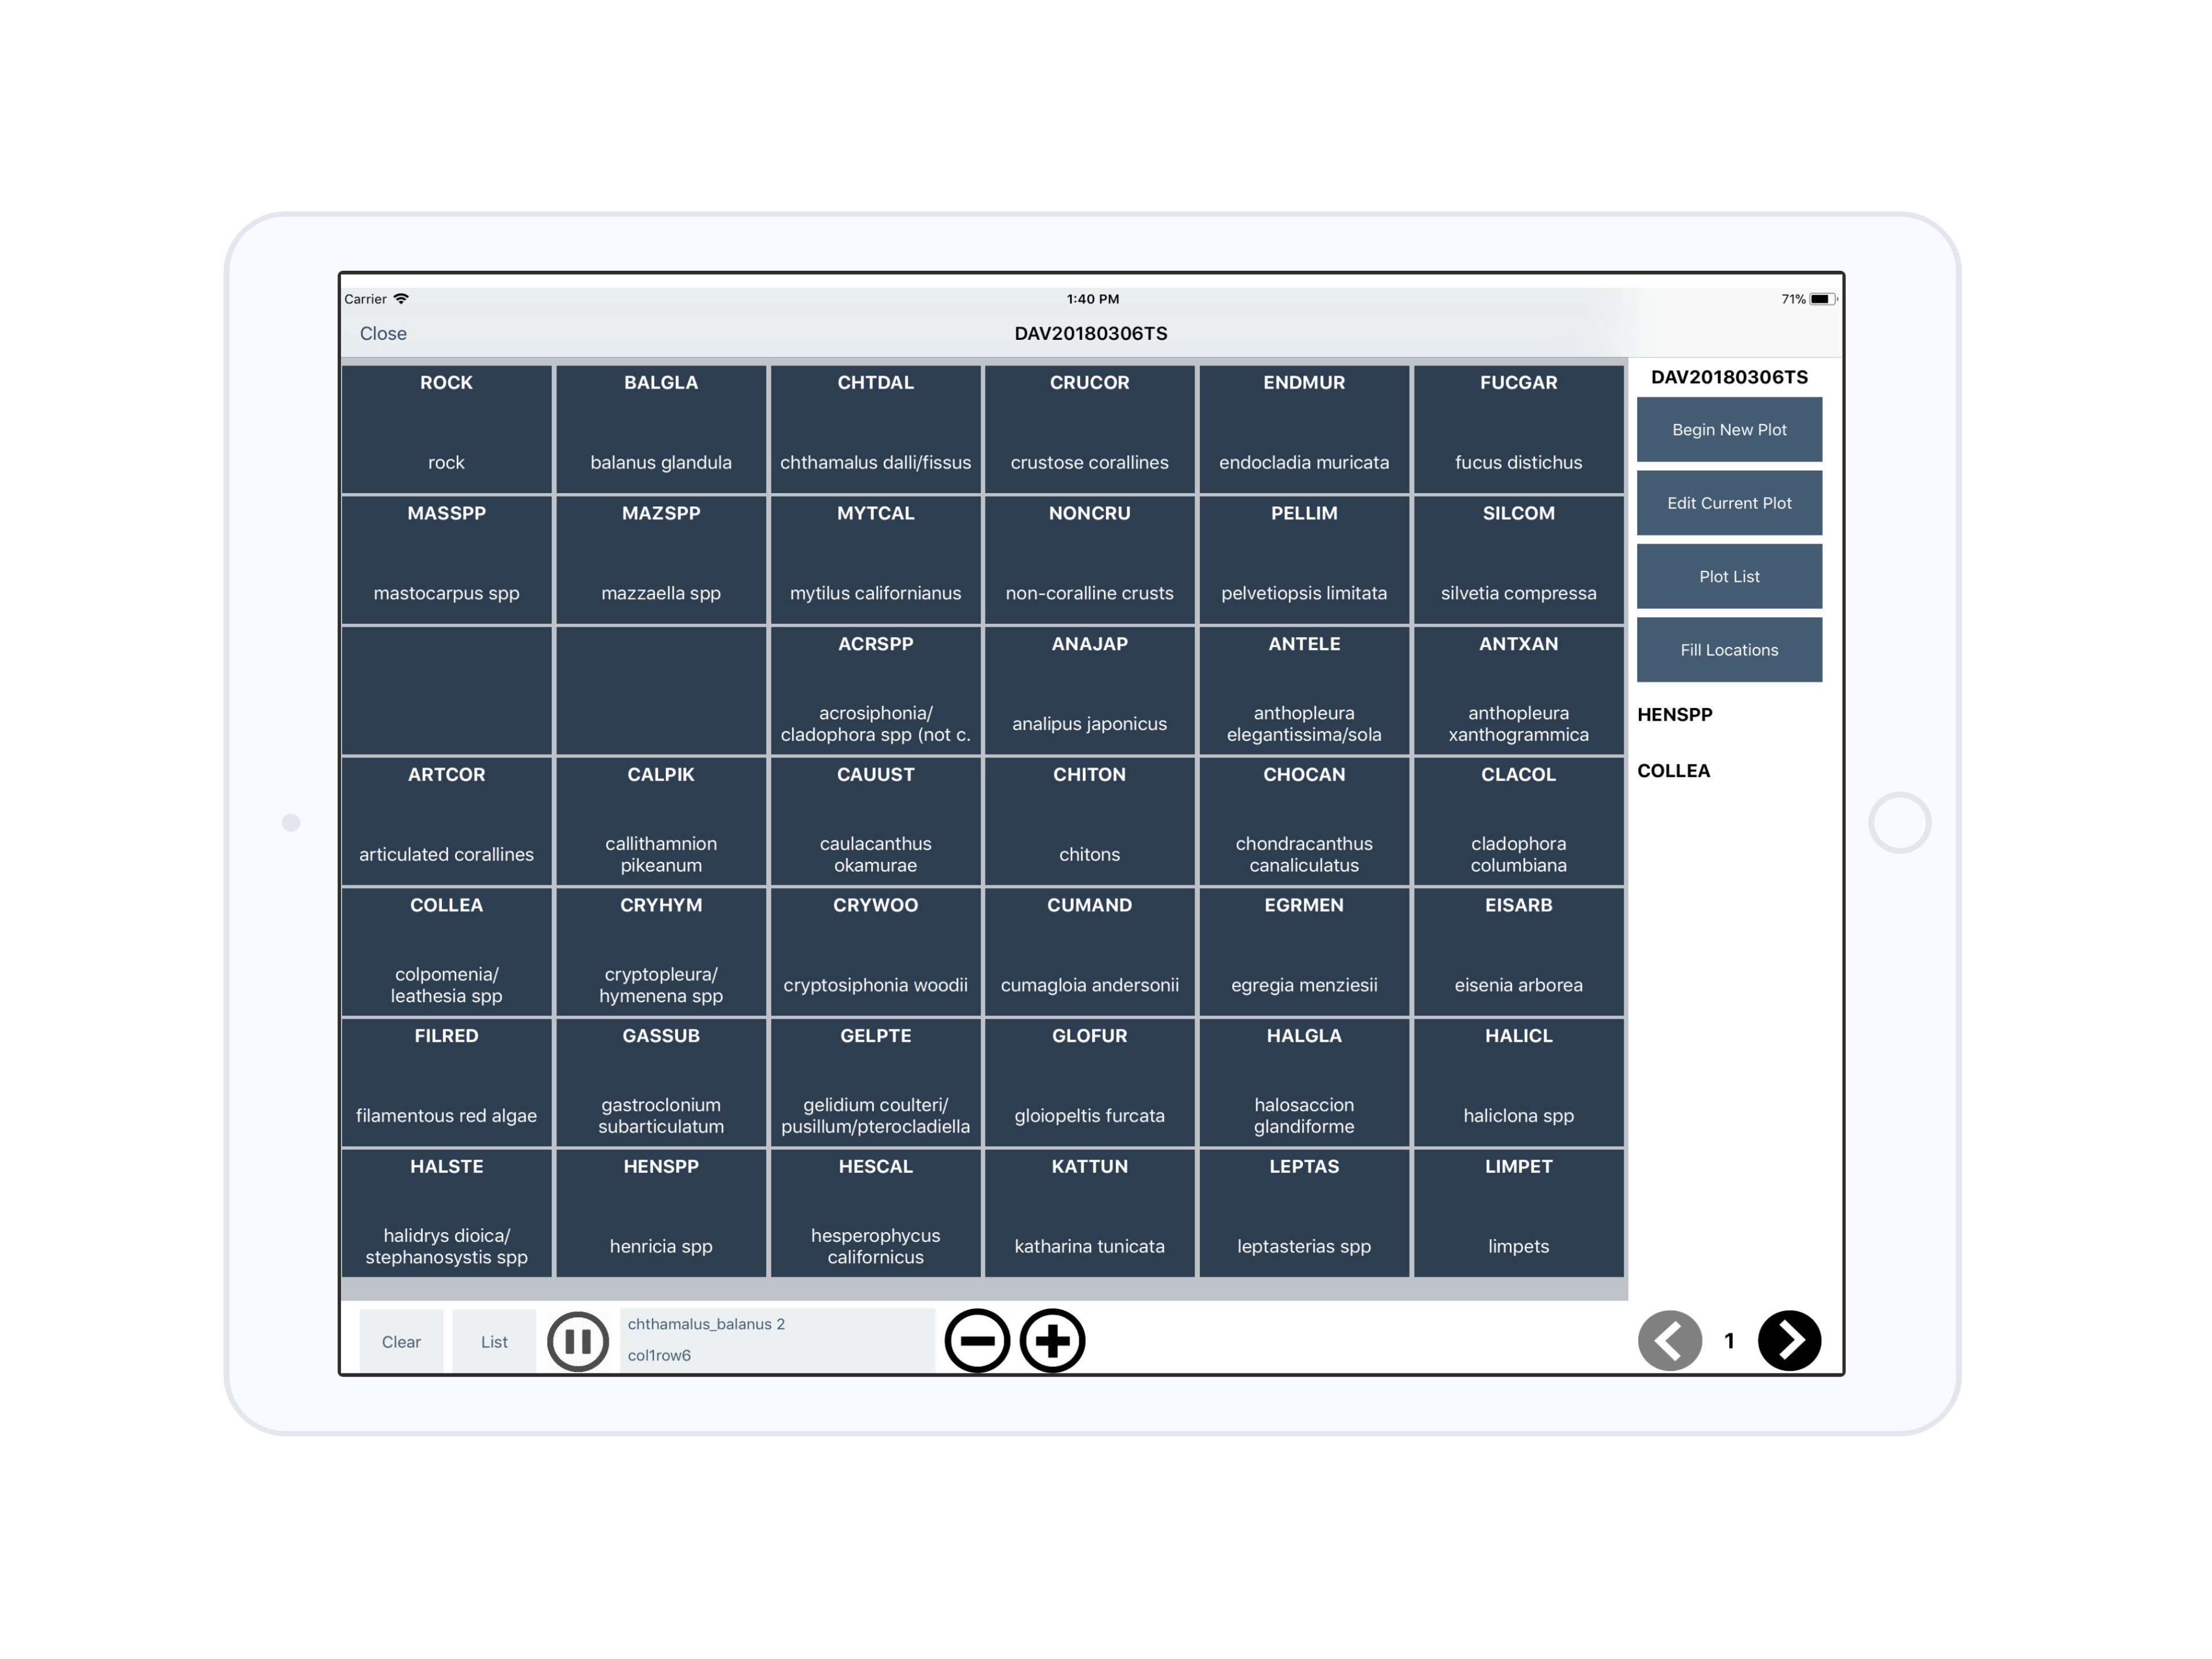 Carrier 1:40 PM 71%
Close DAV20180306TS
ROCK BALGLA CHTDAL CRUCOR ENDMUR FUCGAR
rock balanus glandula chthamalus dalli/fissus crustose corallines endocladia muricata fucus distichus
MASSPP MAZSPP MYTCAL NONCRU PELLIM SILCOM
mastocarpus spp mazzaella spp mytilus californianus non-coralline crusts pelvetiopsis limitata silvetia compressa
ACRSPP ANAJAP ANTELE ANTXAN
acrosiphonia/ anthopleura anthopleura
cladophora spp (not c. analipus japonicus elegantissima/sola xanthogrammica
ARTCOR CALPIK CAUUST CHITON CHOCAN CLACOL
callithamnion caulacanthus chondracanthus cladophora
articulated corallines pikeanum okamurae chitons canaliculatus columbiana
COLLEA CRYHYM CRYWOO CUMAND EGRMEN EISARB
colpomenia/ cryptopleura/
leathesia spp hymenena spp cryptosiphonia woodii cumagloia andersonii egregia menziesii eisenia arborea
FILRED GASSUB GELPTE GLOFUR HALGLA HALICL
gastroclonium gelidium coulteri/ halosaccion
filamentous red algae subarticulatum pusillum/pterocladiella gloiopeltis furcata glandiforme haliclona spp
HALSTE HENSPP HESCAL KATTUN LEPTAS LIMPET
halidrys dioica/ hesperophycus
stephanosystis spp henricia spp californicus katharina tunicata leptasterias spp limpets
DAV20180306TS
Begin New Plot
Edit Current Plot
Plot List
Fill Locations
HENSPP
COLLEA
Clear List chthamalus_balanus 2
col1row6
1